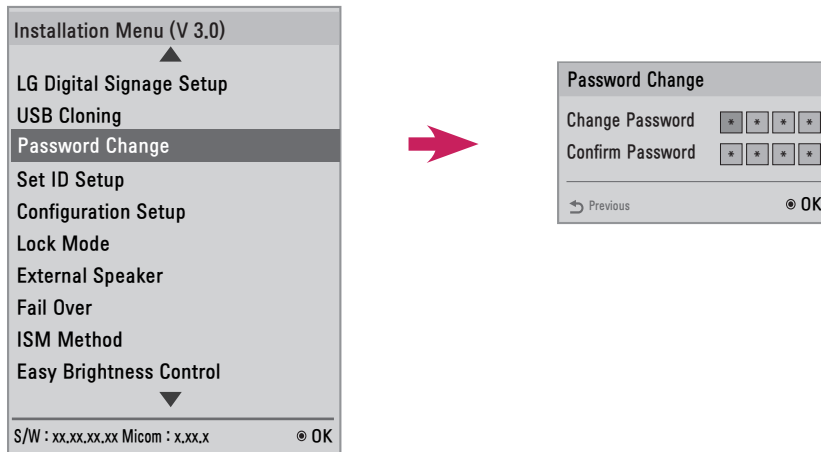 Installation Menu (V 3.0)
LG Digital Signage Setup
USB Cloning
Password Change
Set ID Setup
Configuration Setup
Lock Mode
External Speaker
Fail Over
ISM Method
Easy Brightness Control
S/W : xx.xx.xx.xx Micom : x.xx.x ◉ OK
Password Change
Change Password * * * *
Confirm Password * * * *
Previous ◉ OK